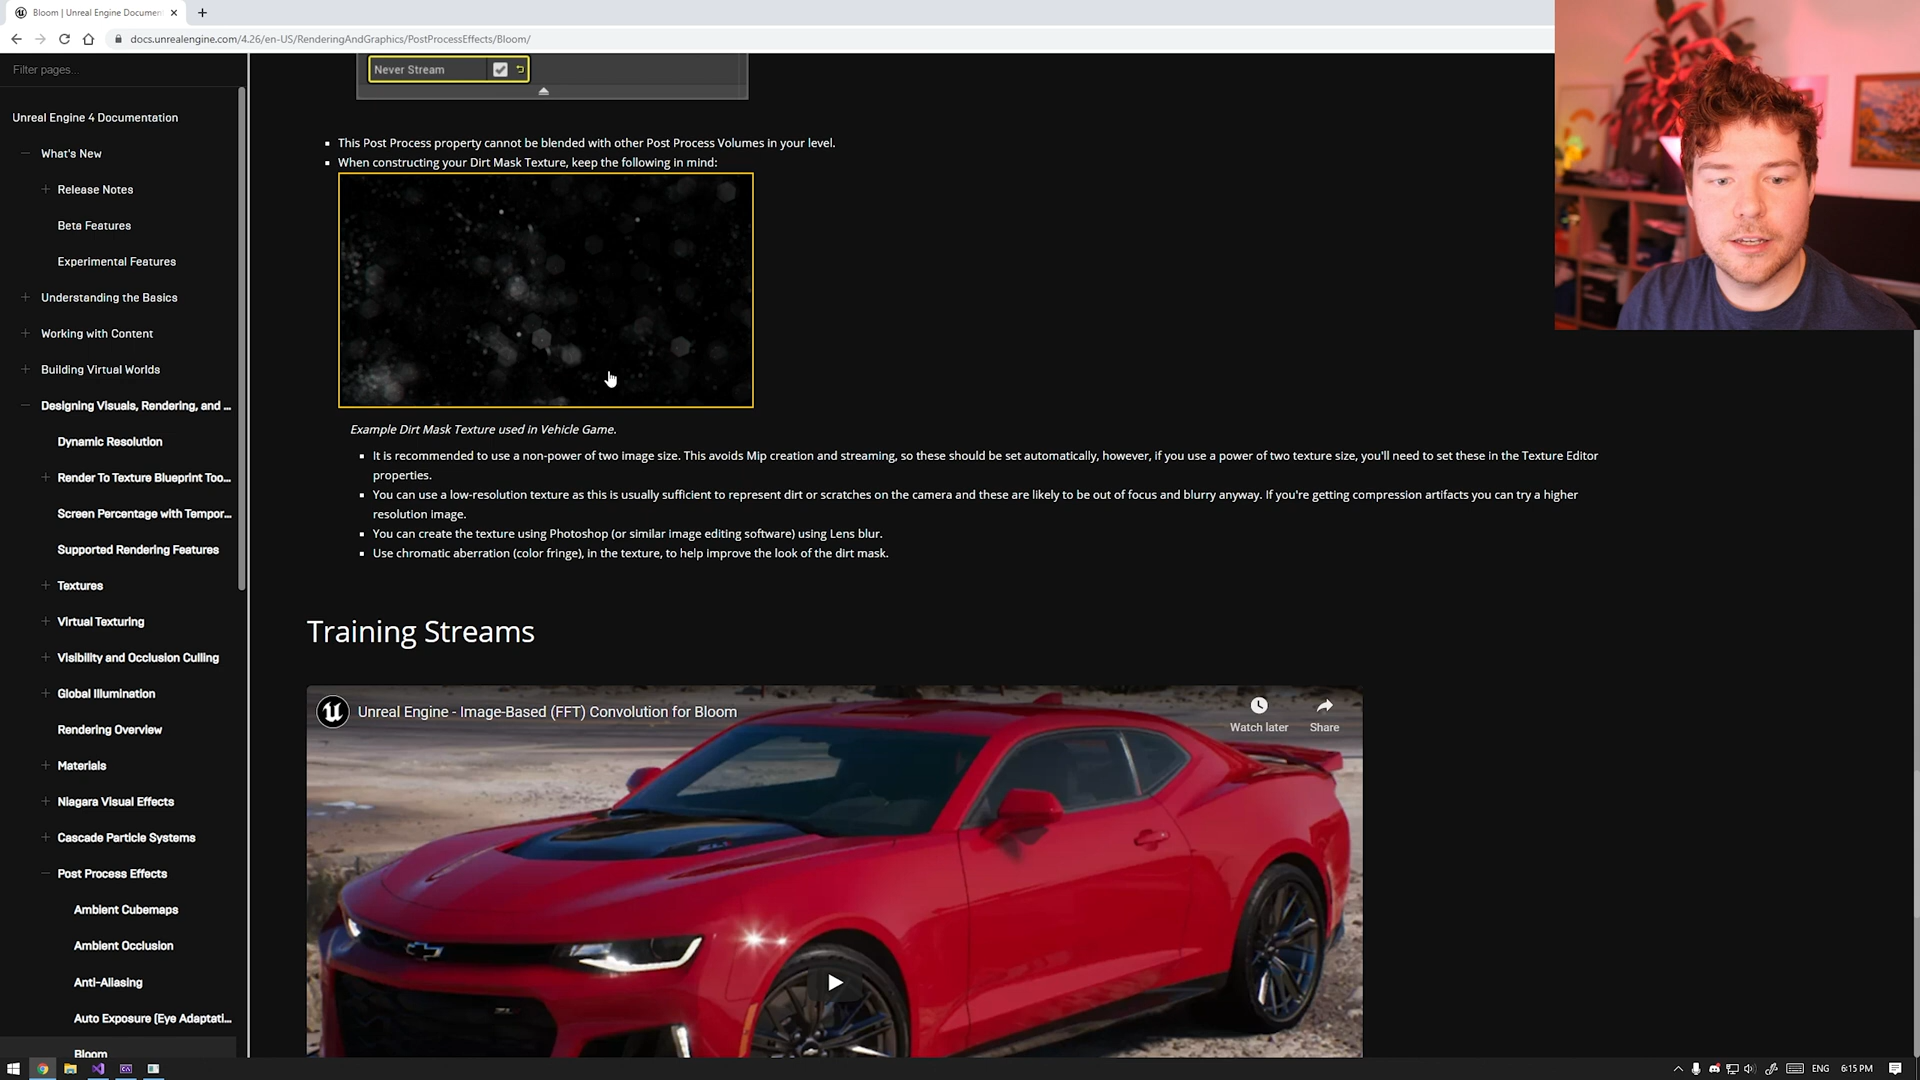 Bloom | Unreal Engine Documen
docs.unrealengine.com/4.26/en-US/RenderingAndGraphics/PostProcessEffects/Bloom/
Filter pages...
Unreal Engine 4 Documentation
What's New
Release Notes
Beta Features
Experimental Features
Understanding the Basics
Working with Content
Building Virtual Worlds
Designing Visuals, Rendering, and ...
Dynamic Resolution
Render To Texture Blueprint Too...
Screen Percentage with Tempor...
Supported Rendering Features
Textures
Virtual Texturing
Visibility and Occlusion Culling
Global Illumination
Rendering Overview
Materials
Niagara Visual Effects
Cascade Particle Systems
Post Process Effects
Ambient Cubemaps
Ambient Occlusion
Anti-Aliasing
Auto Exposure (Eye Adaptati...
Bloom
Never Stream
This Post Process property cannot be blended with other Post Process Volumes in your level.
When constructing your Dirt Mask Texture, keep the following in mind:
Example Dirt Mask Texture used in Vehicle Game.
It is recommended to use a non-power of two image size. This avoids Mip creation and streaming, so these should be set automatically, however, if you use a power of two texture size, you'll need to set these in the Texture Editor
properties.
You can use a low-resolution texture as this is usually sufficient to represent dirt or scratches on the camera and these are likely to be out of focus and blurry anyway. If you're getting compression artifacts you can try a higher
resolution image.
You can create the texture using Photoshop (or similar image editing software) using Lens blur.
Use chromatic aberration (color fringe), in the texture, to help improve the look of the dirt mask.
Training Streams
Unreal Engine - Image-Based (FFT) Convolution for Bloom
Watch later
Share
ENG
6:15 PM